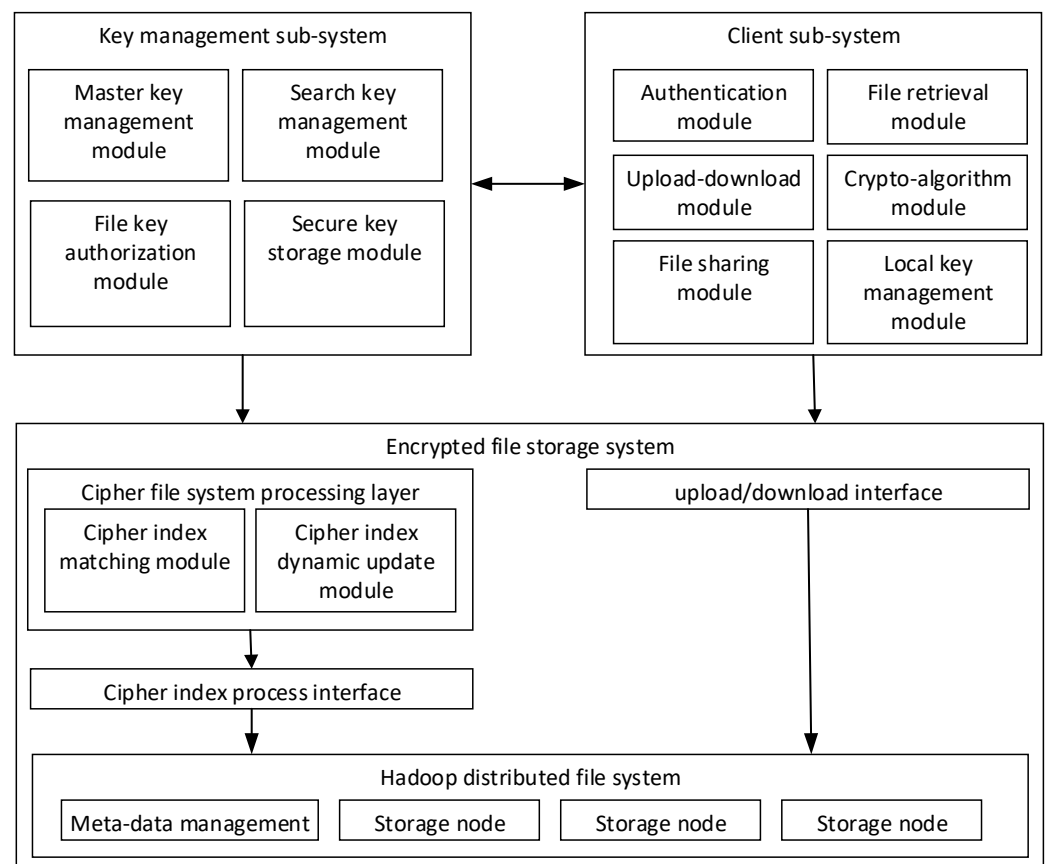 Key management sub-system
Master key
management
module
Search key
management
module
File key
authorization
module
Secure key
storage module
Client sub-system
Authentication
module
File retrieval
module
Upload-download
module
Crypto-algorithm
module
File sharing
module
Local key
management
module
Encrypted file storage system
Cipher file system processing layer
Cipher index
matching module
Cipher index
dynamic update
module
upload/download interface
Cipher index process interface
Hadoop distributed file system
Meta-data management
Storage node
Storage node
Storage node